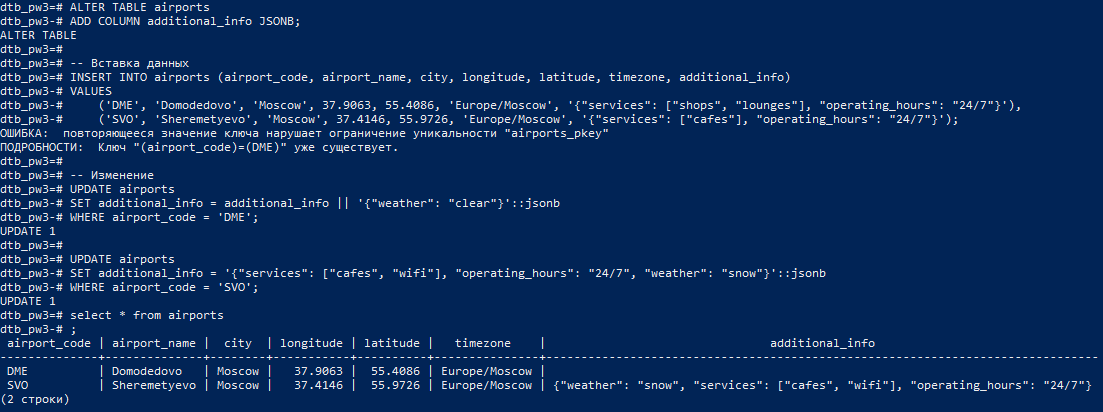 dtb_pw3=# ALTER TABLE airports
dtb_pw3-# ADD COLUMN additional_info JSONB;
ALTER TABLE
dtb_pw3=#
dtb_pw3=# -- Вставка данных
dtb_pw3=# INSERT INTO airports (airport_code, airport_name, city, longitude, latitude, timezone, additional_info)
dtb_pw3-# VALUES
dtb_pw3-#     ('DME', 'Domodedovo', 'Moscow', 37.9063, 55.4086, 'Europe/Moscow', '{"services": ["shops", "lounges"], "operating_hours": "24/7"}'),
dtb_pw3-#     ('SVO', 'Sheremetyevo', 'Moscow', 37.4146, 55.9726, 'Europe/Moscow', '{"services": ["cafes"], "operating_hours": "24/7"}');
ОШИБКА:  повторяющееся значение ключа нарушает ограничение уникальности "airports_pkey"
ПОДРОБНОСТИ:  Ключ "(airport_code)=(DME)" уже существует.
dtb_pw3=#
dtb_pw3=# -- Изменение
dtb_pw3=# UPDATE airports
dtb_pw3-# SET additional_info = additional_info || '{"weather": "clear"}'::jsonb
dtb_pw3-# WHERE airport_code = 'DME';
UPDATE 1
dtb_pw3=#
dtb_pw3=# UPDATE airports
dtb_pw3-# SET additional_info = '{"services": ["cafes", "wifi"], "operating_hours": "24/7", "weather": "snow"}'::jsonb
dtb_pw3-# WHERE airport_code = 'SVO';
UPDATE 1
dtb_pw3=# select * from airports
dtb_pw3-# ;
 airport_code | airport_name |  city  | longitude | latitude |   timezone    |                                additional_info
--------------+--------------+--------+-----------+----------+---------------+-------------------------------------------------------------------------------
 DME          | Domodedovo   | Moscow |   37.9063 |  55.4086 | Europe/Moscow |
 SVO          | Sheremetyevo | Moscow |   37.4146 |  55.9726 | Europe/Moscow | {"weather": "snow", "services": ["cafes", "wifi"], "operating_hours": "24/7"}
(2 строки)